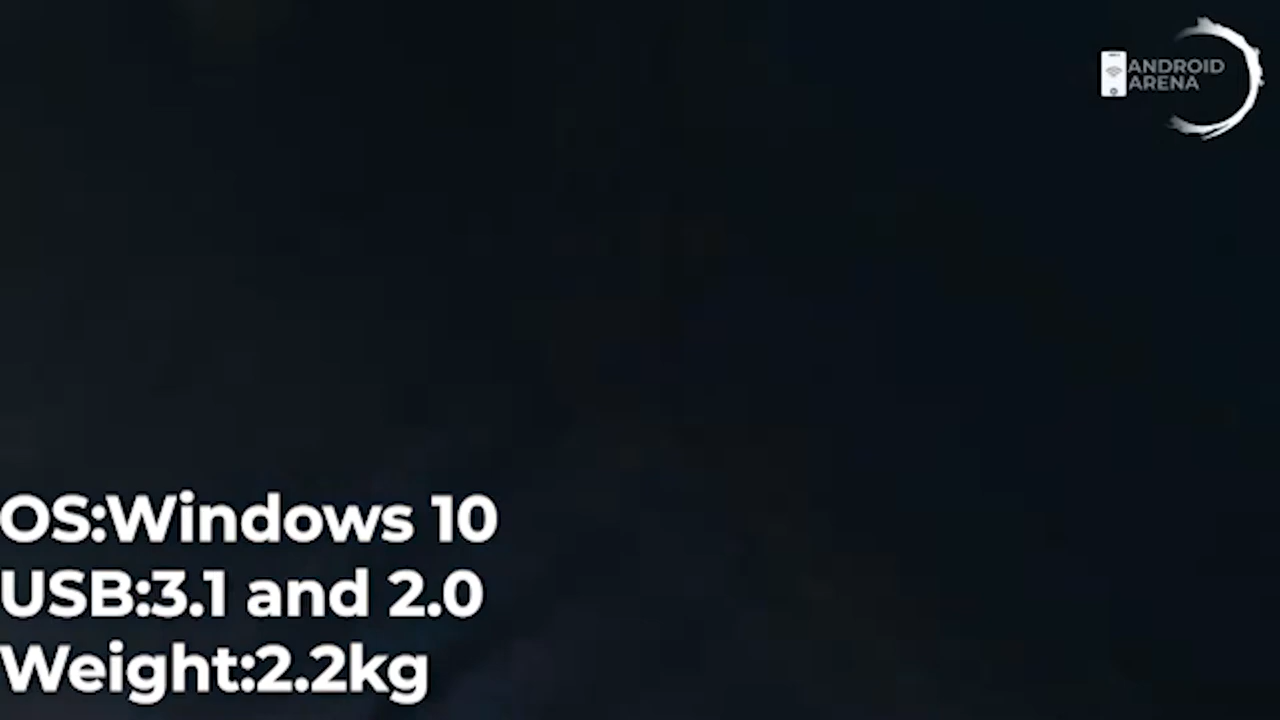 ANDROID
ARENA
OS:Windows 10
USB:3.1 and 2.0
Weight:2.2kg